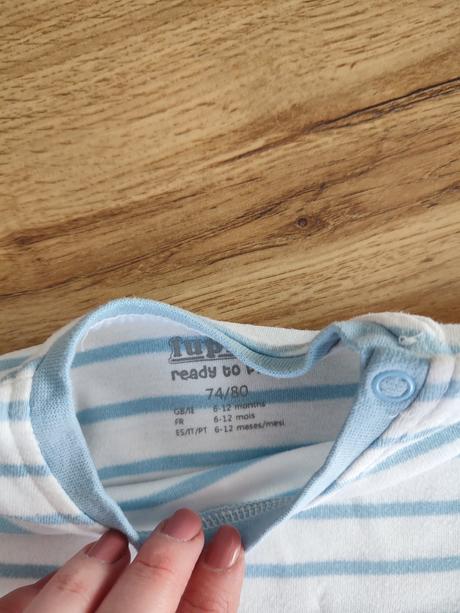 ready to
74/80
GB/IE 6-12 months
FR 6-12 mois
ES/IT/PT 6-12 meses/mesi